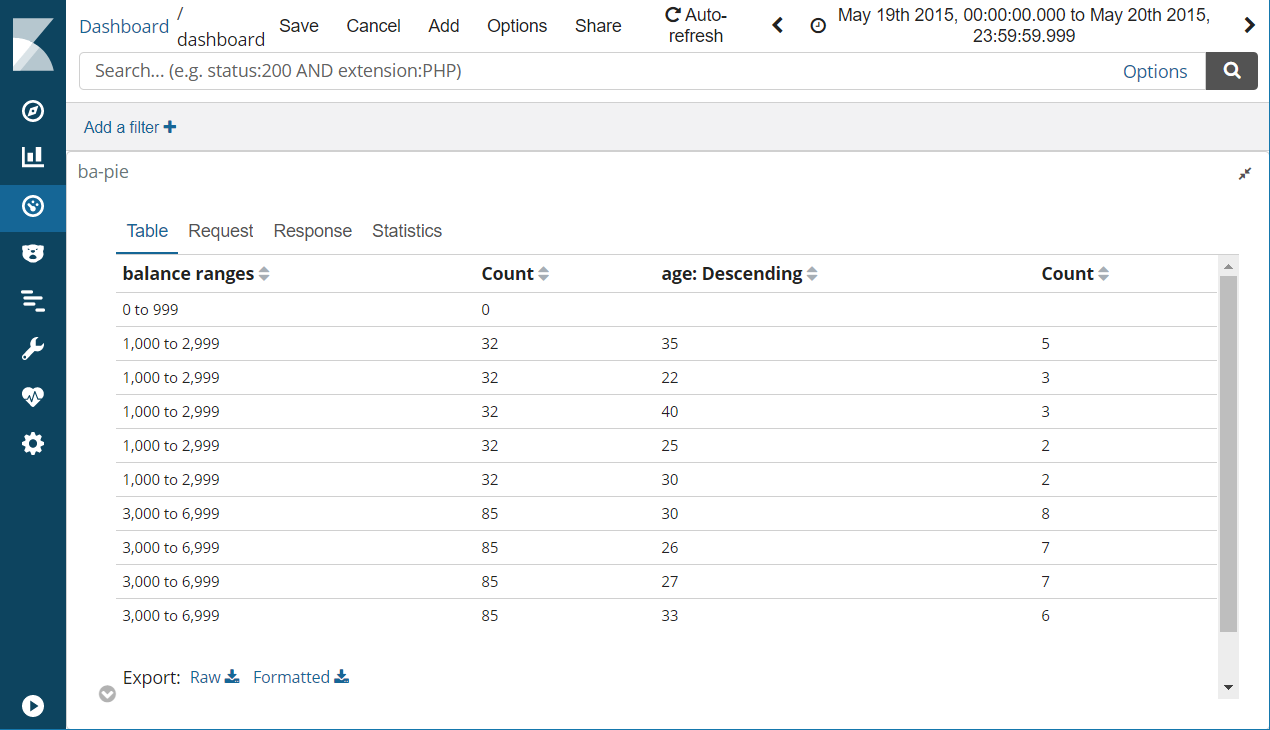 Dashboard / dashboard Save Cancel Add Options Share Auto-refresh May 19th 2015, 00:00:00.000 to May 20th 2015, 23:59:59.999
Search... (e.g. status:200 AND extension:PHP) Options
Add a filter
ba-pie
Table Request Response Statistics
balance ranges Count age: Descending Count
0 to 999 0
1,000 to 2,999 32 35 5
1,000 to 2,999 32 22 3
1,000 to 2,999 32 40 3
1,000 to 2,999 32 25 2
1,000 to 2,999 32 30 2
3,000 to 6,999 85 30 8
3,000 to 6,999 85 26 7
3,000 to 6,999 85 27 7
3,000 to 6,999 85 33 6
Export: Raw Formatted